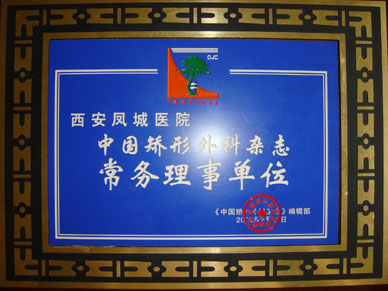 OJC
西安凤城医院
中国矫形外科杂志
常务理事单位
《中国矫形外科杂志》编辑部